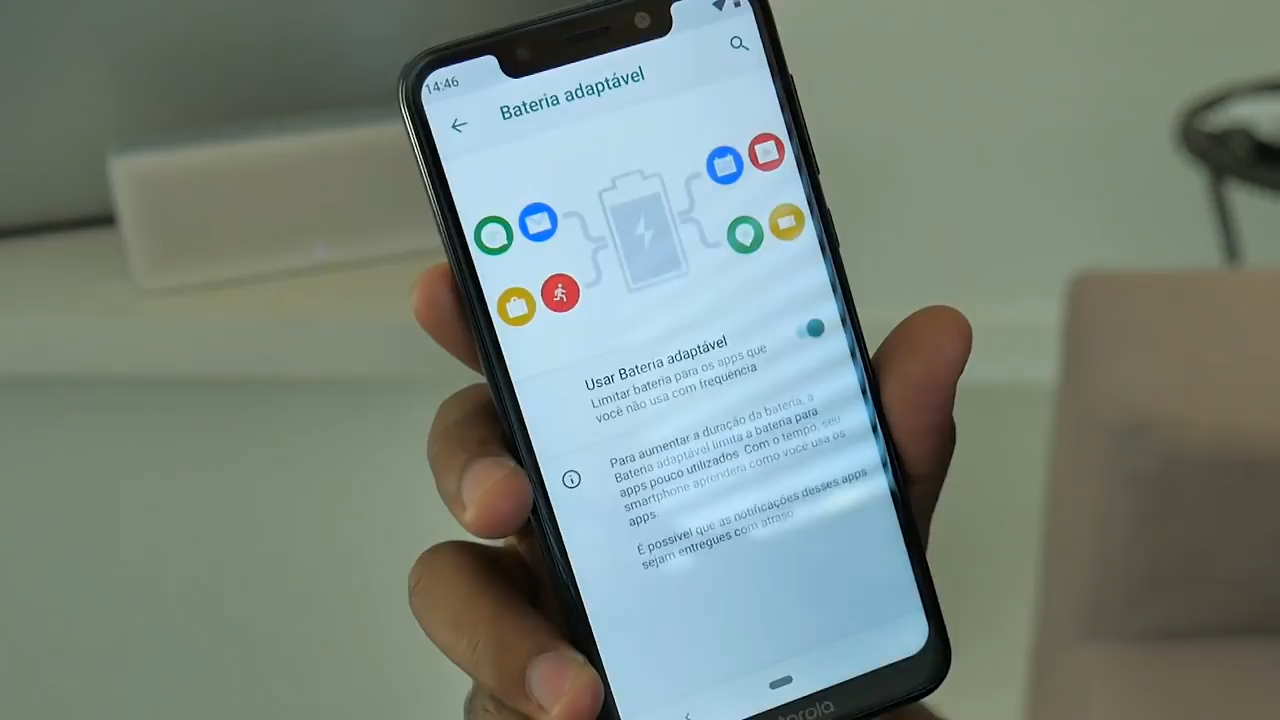 14:46
Bateria adaptável
Usar Bateria adaptável
Limitar bateria para os apps que
você não usa com frequência
Para aumentar a duração da bateria, a
Bateria adaptável limita a bateria para
apps pouco utilizados. Com o tempo, seu
smartphone aprenderá como você usa os
apps.
É possível que as notificações desses apps
sejam entregues com atraso
torola